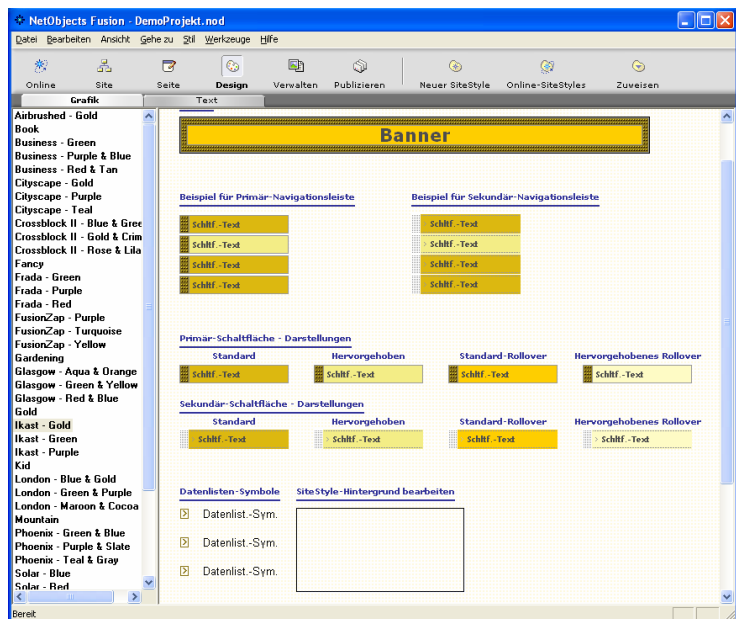 NetObjects Fusion - DemoProjekt.nod
Datei Bearbeiten Ansicht Gehe zu Stil Werkzeuge Hilfe
Online Site Seite Design Verwalten Publizieren Neuer SiteStyle Online-SiteStyles Zuweisen
Grafik Text
Airbrushed - Gold
Book
Business - Green
Business - Purple & Blue
Business - Red & Tan
Cityscape - Gold
Cityscape - Purple
Cityscape - Teal
Crossblock II - Blue & Gree
Crossblock II - Gold & Crim
Crossblock II - Rose & Lila
Fancy
Frada - Green
Frada - Purple
Frada - Red
FusionZap - Purple
FusionZap - Turquoise
FusionZap - Yellow
Gardening
Glasgow - Aqua & Orange
Glasgow - Green & Yellow
Glasgow - Red & Blue
Gold
Ikast - Gold
Ikast - Green
Ikast - Purple
Kid
London - Blue & Gold
London - Green & Purple
London - Maroon & Cocoa
Mountain
Phoenix - Green & Blue
Phoenix - Purple & Slate
Phoenix - Teal & Gray
Solar - Blue
Solar - Red
Banner
Beispiel für Primär-Navigationsleiste Beispiel für Sekundär-Navigationsleiste
Schltf.-Text Schltf.-Text
Schltf.-Text Schltf.-Text
Schltf.-Text Schltf.-Text
Schltf.-Text Schltf.-Text
Primär-Schaltfläche - Darstellungen
Standard Hervorgehoben Standard-Rollover Hervorgehobenes Rollover
Schltf.-Text Schltf.-Text Schltf.-Text Schltf.-Text
Sekundär-Schaltfläche - Darstellungen
Standard Hervorgehoben Standard-Rollover Hervorgehobenes Rollover
Schltf.-Text Schltf.-Text Schltf.-Text Schltf.-Text
Datenlisten-Symbole SiteStyle-Hintergrund bearbeiten
Datenlist.-Sym.
Datenlist.-Sym.
Datenlist.-Sym.
Bereit